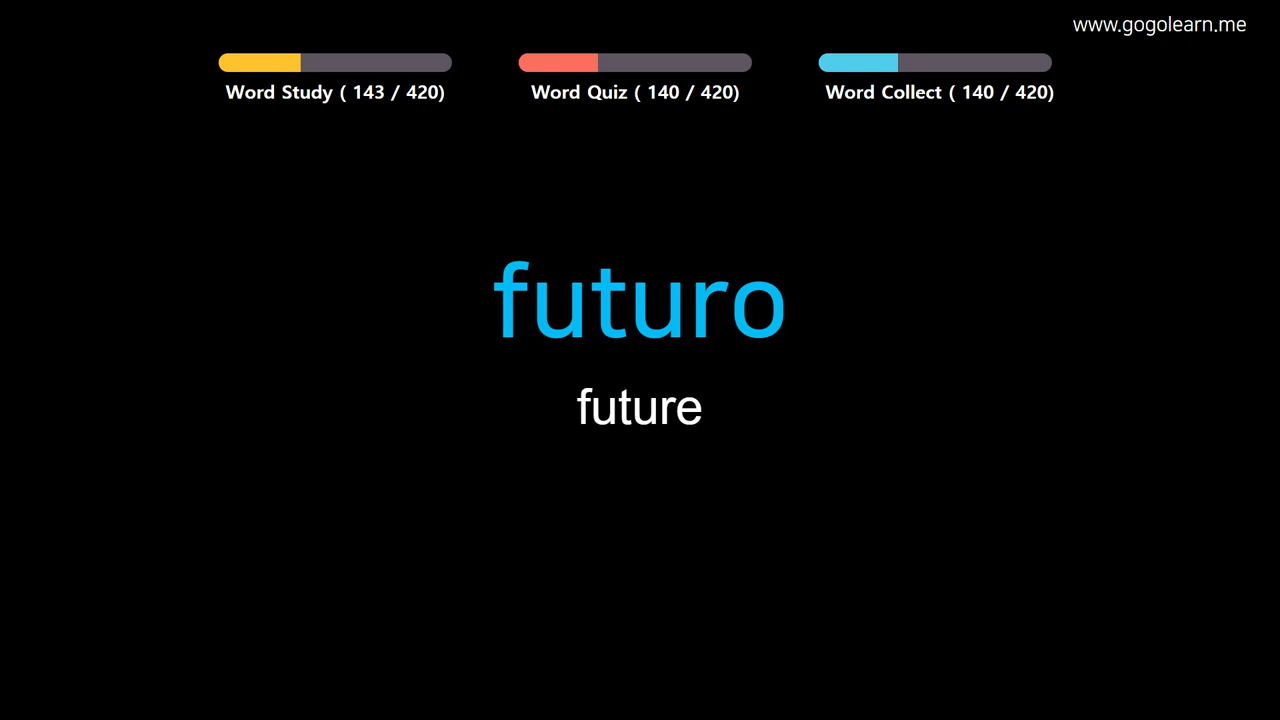 www.gogolearn.me
Word Study ( 143 / 420)
Word Quiz ( 140 / 420)
Word Collect ( 140 / 420)
futuro
future